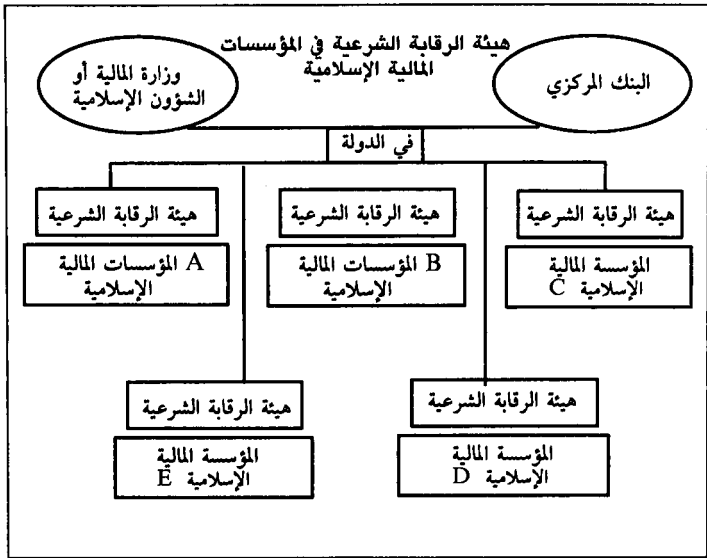 هيئة الرقابة الشرعية في المؤسسات
المالية الإسلامية
البنك المركزي
وزارة المالية أو
الشؤون الإسلامية
في الدولة
هيئة الرقابة الشرعية
المؤسسة المالية
الإسلامية C
هيئة الرقابة الشرعية
B المؤسسات المالية
الإسلامية
هيئة الرقابة الشرعية
A المؤسسات المالية
الإسلامية
هيئة الرقابة الشرعية
المؤسسة المالية
الإسلامية D
هيئة الرقابة الشرعية
المؤسسة المالية
الإسلامية E